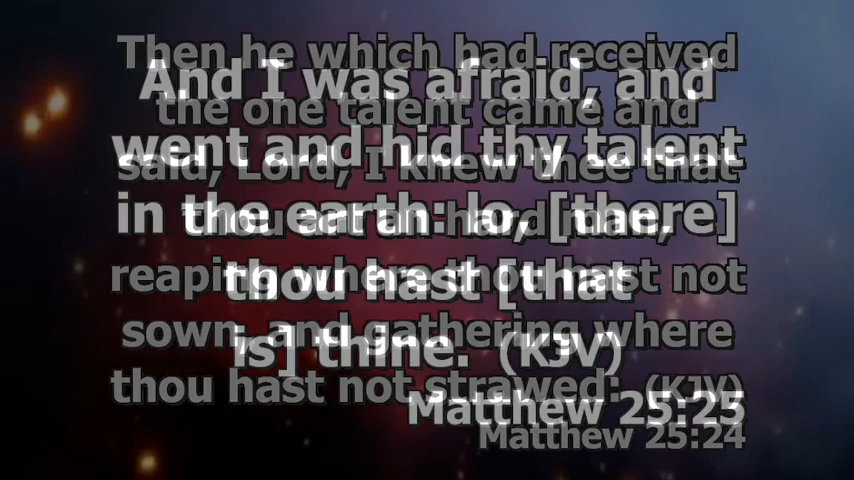 Then he which had received
the one talent came and
said, Lord, I knew thee that
thou art an hard man,
reaping where thou hast not
sown, and gathering where
thou hast not strawed: (KJV)
Matthew 25:24
And I was afraid, and
went and hid thy talent
in the earth: lo, [there]
thou hast [that
is] thine. (KJV)
Matthew 25:25